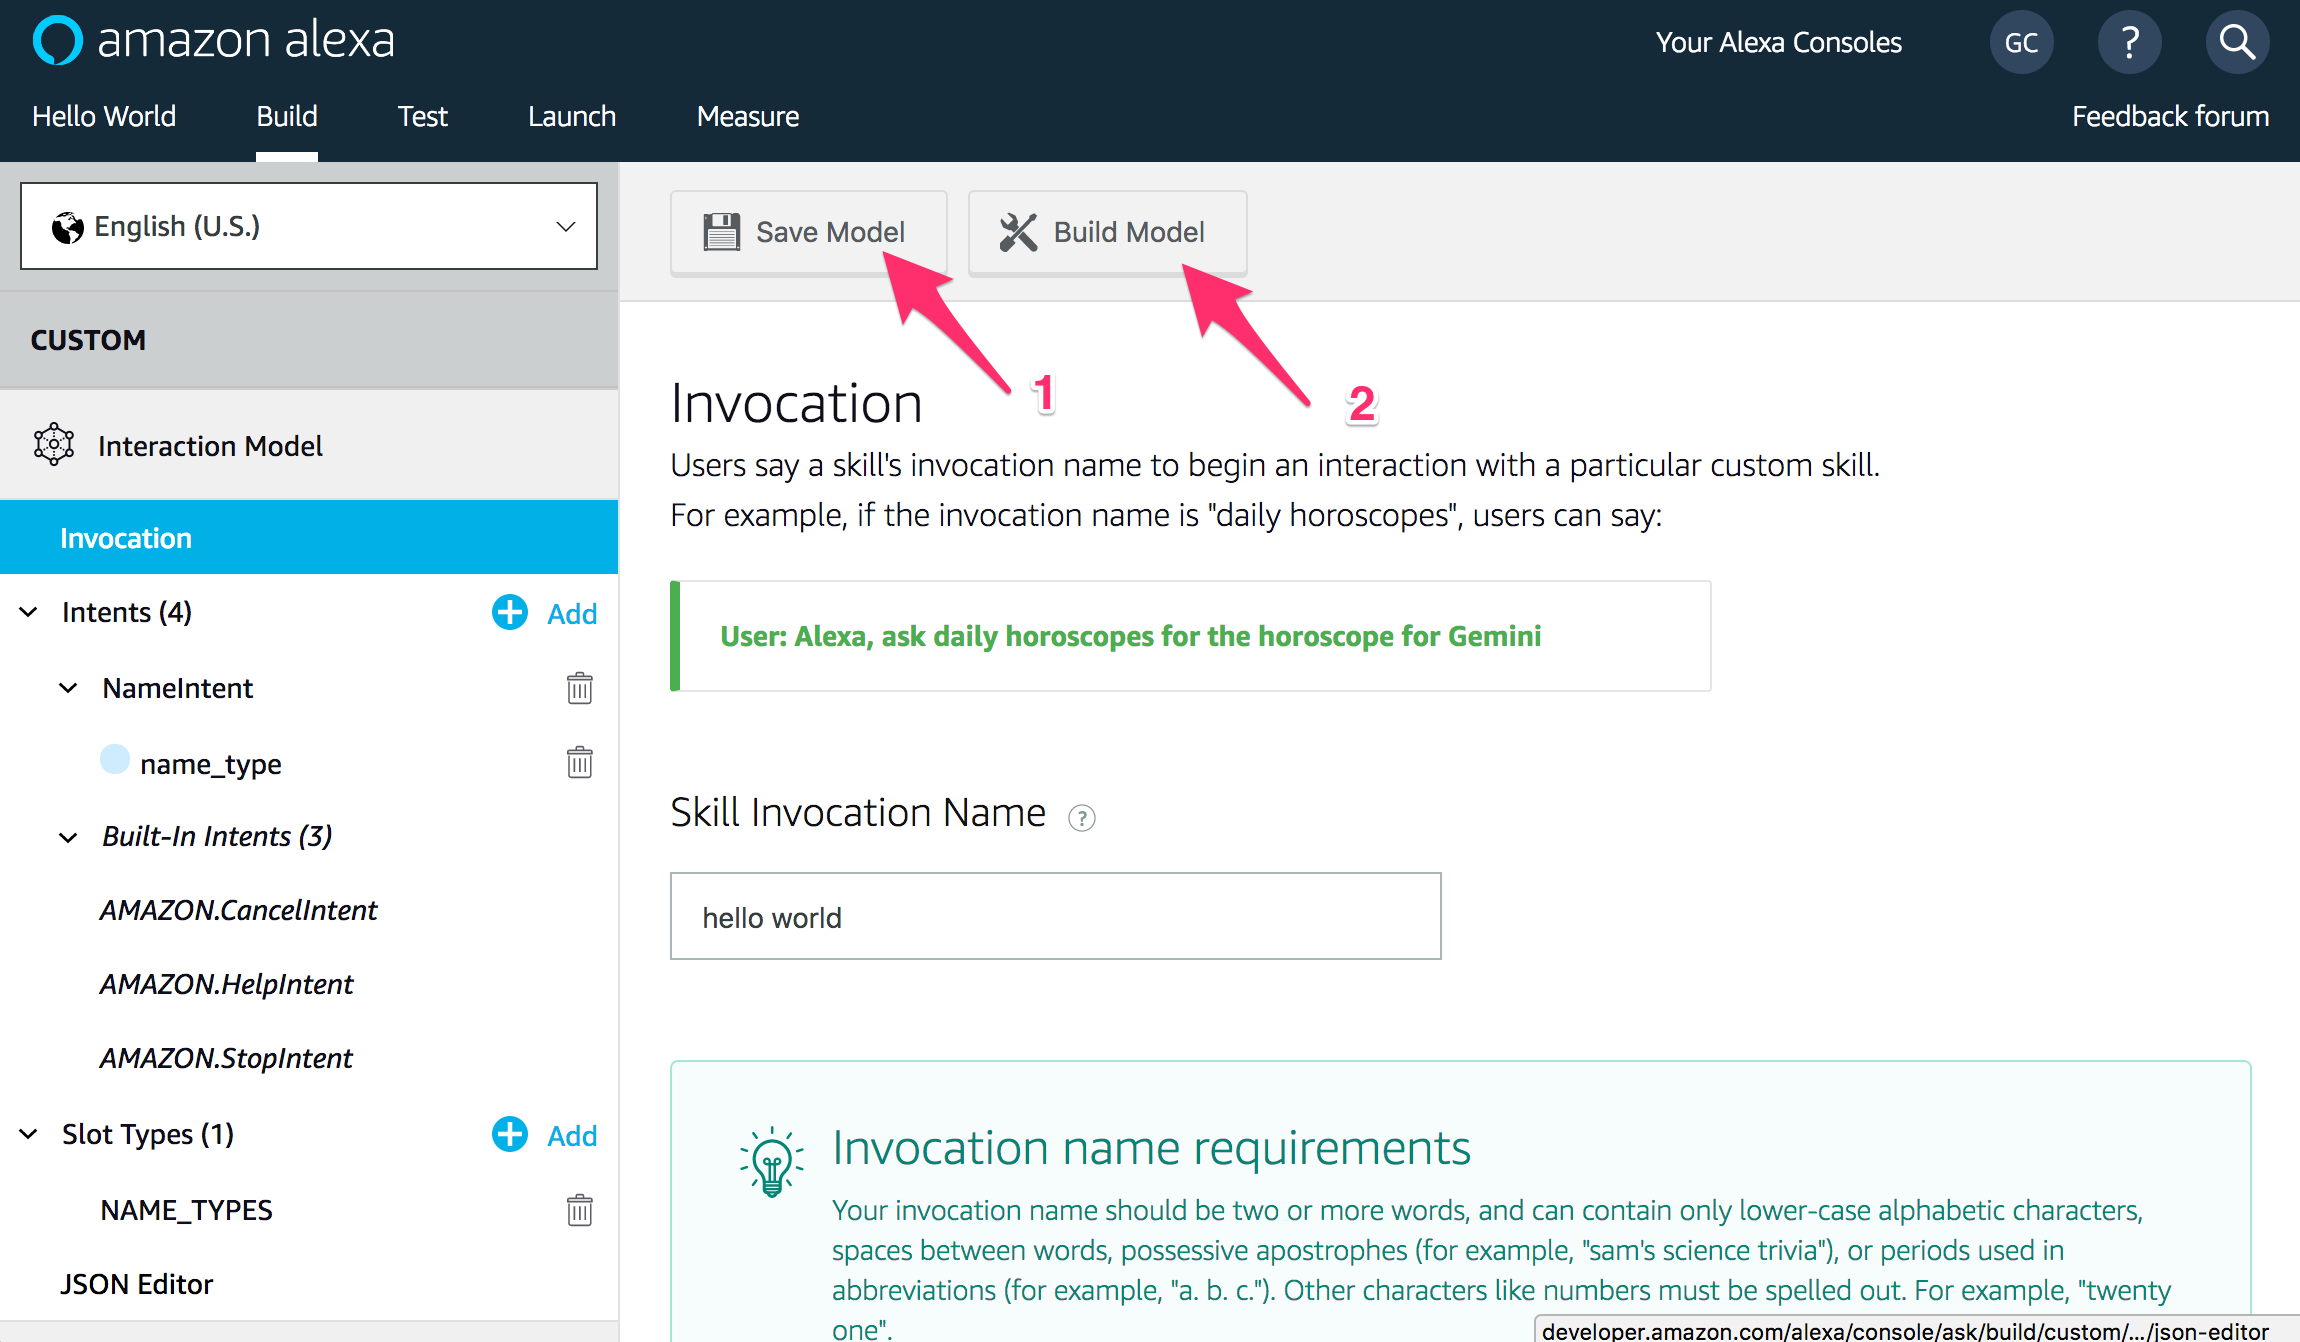 amazon alexa
Your Alexa Consoles
GC
?
Hello World
Build
Test
Launch
Measure
Feedback forum
English (U.S.)
CUSTOM
Interaction Model
Invocation
Intents (4)
Add
NameIntent
name_type
Built-In Intents (3)
AMAZON.CancelIntent
AMAZON.HelpIntent
AMAZON.StopIntent
Slot Types (1)
Add
NAME_TYPES
JSON Editor
Save Model
Build Model
1
2
Invocation
Users say a skill's invocation name to begin an interaction with a particular custom skill.
For example, if the invocation name is "daily horoscopes", users can say:
User: Alexa, ask daily horoscopes for the horoscope for Gemini
Skill Invocation Name ?
hello world
Invocation name requirements
Your invocation name should be two or more words, and can contain only lower-case alphabetic characters,
spaces between words, possessive apostrophes (for example, "sam's science trivia"), or periods used in
abbreviations (for example, "a. b. c."). Other characters like numbers must be spelled out. For example, "twenty
one".
developer.amazon.com/alexa/console/ask/build/custom/.../json-editor